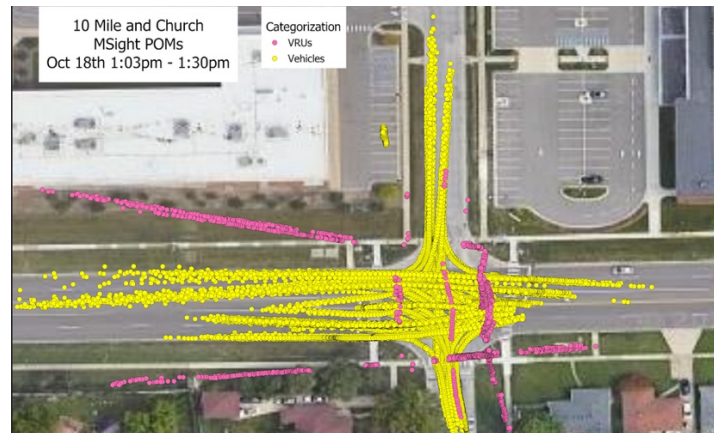 10 Mile and Church
MSight POMs
Oct 18th 1:03pm - 1:30pm
Categorization
VRUs
Vehicles